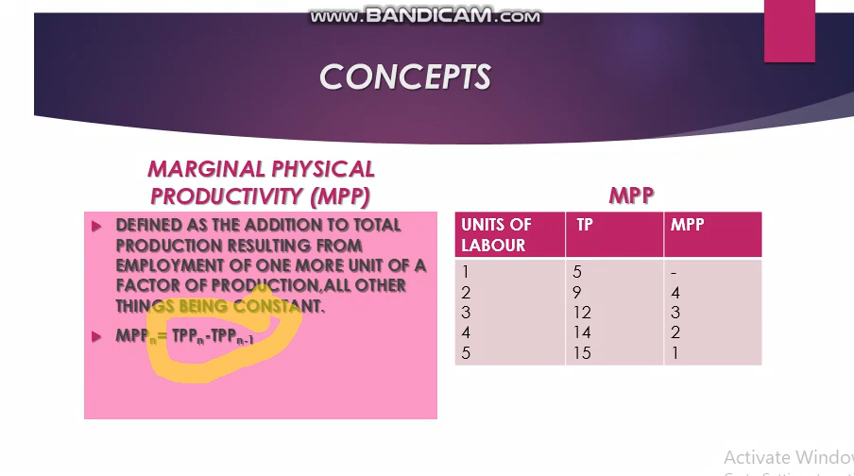 WWW.BANDICAM.COM
CONCEPTS
MARGINAL PHYSICAL
PRODUCTIVITY (MPP)
DEFINED AS THE ADDITION TO TOTAL
PRODUCTION RESULTING FROM
EMPLOYMENT OF ONE MORE UNIT OF A
FACTOR OF PRODUCTION,ALL OTHER
THINGS BEING CONSTANT.
MPPn= TPPn-TPPn-1
MPP
UNITS OF LABOUR TP MPP
1 5 -
2 9 4
3 12 3
4 14 2
5 15 1
Activate Window